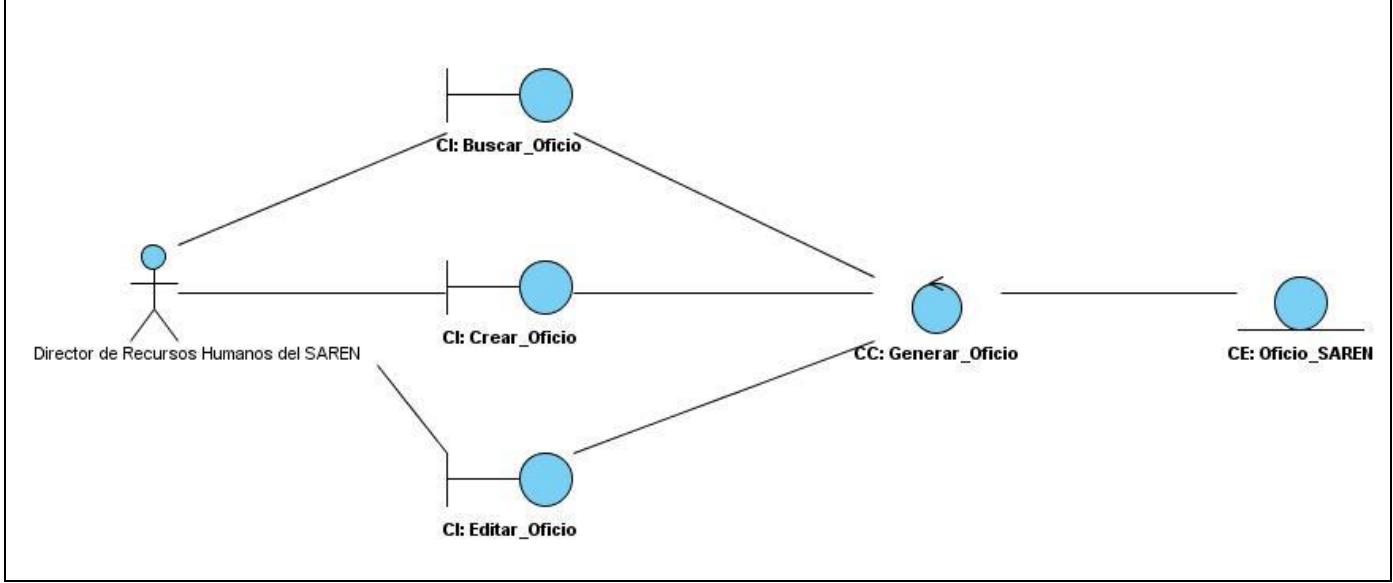 CI: Buscar_Oficio
CI: Crear_Oficio
Director de Recursos Humanos del SAREN
CC: Generar_Oficio
CE: Oficio_SAREN
CI: Editar_Oficio